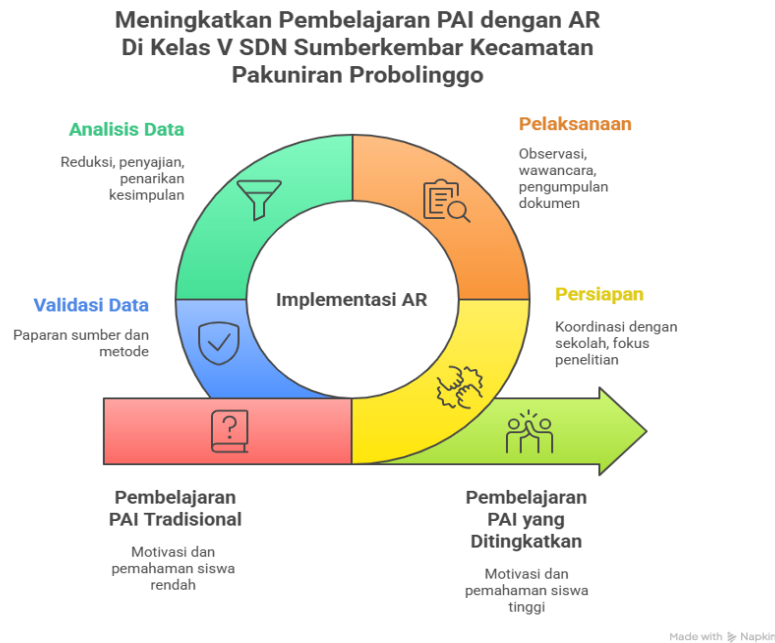 Meningkatkan Pembelajaran PAI dengan AR
Di Kelas V SDN Sumberkembar Kecamatan
Pakuniran Probolinggo
Analisis Data
Reduksi, penyajian,
penarikan
kesimpulan
Pelaksanaan
Observasi,
wawancara,
pengumpulan
dokumen
Validasi Data
Paparan sumber dan
metode
Implementasi AR
Persiapan
Koordinasi dengan
sekolah, fokus
penelitian
?
Pembelajaran
PAI Tradisional
Motivasi dan
pemahaman siswa
rendah
Pembelajaran
PAI yang
Ditingkatkan
Motivasi dan
pemahaman siswa
tinggi
Made with Napkin